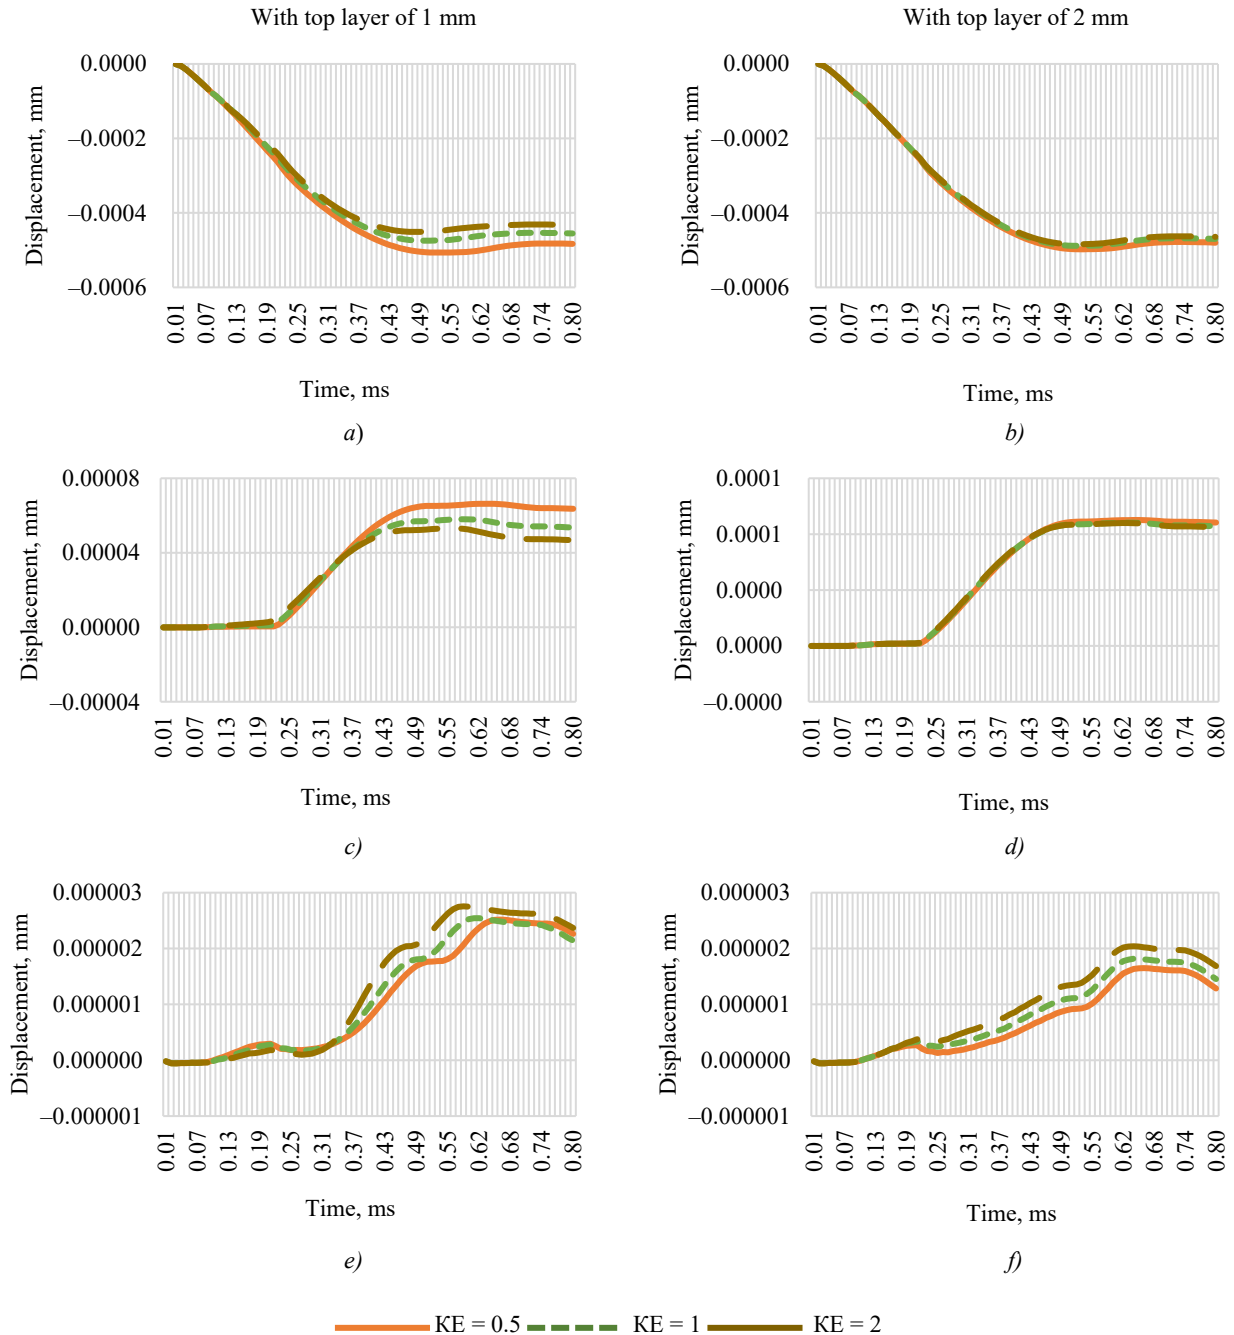 With top layer of 1 mm
With top layer of 2 mm
Displacement, mm
0.0000
–0.0002
–0.0004
–0.0006
0.01 0.07 0.13 0.19 0.25 0.31 0.37 0.43 0.49 0.55 0.62 0.68 0.74 0.80
Time, ms
a)
Displacement, mm
0.0000
–0.0002
–0.0004
–0.0006
0.01 0.07 0.13 0.19 0.25 0.31 0.37 0.43 0.49 0.55 0.62 0.68 0.74 0.80
Time, ms
b)
Displacement, mm
0.00008
0.00004
0.00000
–0.00004
0.01 0.07 0.13 0.19 0.25 0.31 0.37 0.43 0.49 0.55 0.62 0.68 0.74 0.80
Time, ms
c)
Displacement, mm
0.0001
0.0001
0.0000
0.0000
–0.0000
0.01 0.07 0.13 0.19 0.25 0.31 0.37 0.43 0.49 0.55 0.62 0.68 0.74 0.80
Time, ms
d)
Displacement, mm
0.000003
0.000002
0.000001
0.000000
–0.000001
0.01 0.07 0.13 0.19 0.25 0.31 0.37 0.43 0.49 0.55 0.62 0.68 0.74 0.80
Time, ms
e)
Displacement, mm
0.000003
0.000002
0.000001
0.000000
–0.000001
0.01 0.07 0.13 0.19 0.25 0.31 0.37 0.43 0.49 0.55 0.62 0.68 0.74 0.80
Time, ms
f)
KE = 0.5 KE = 1 KE = 2